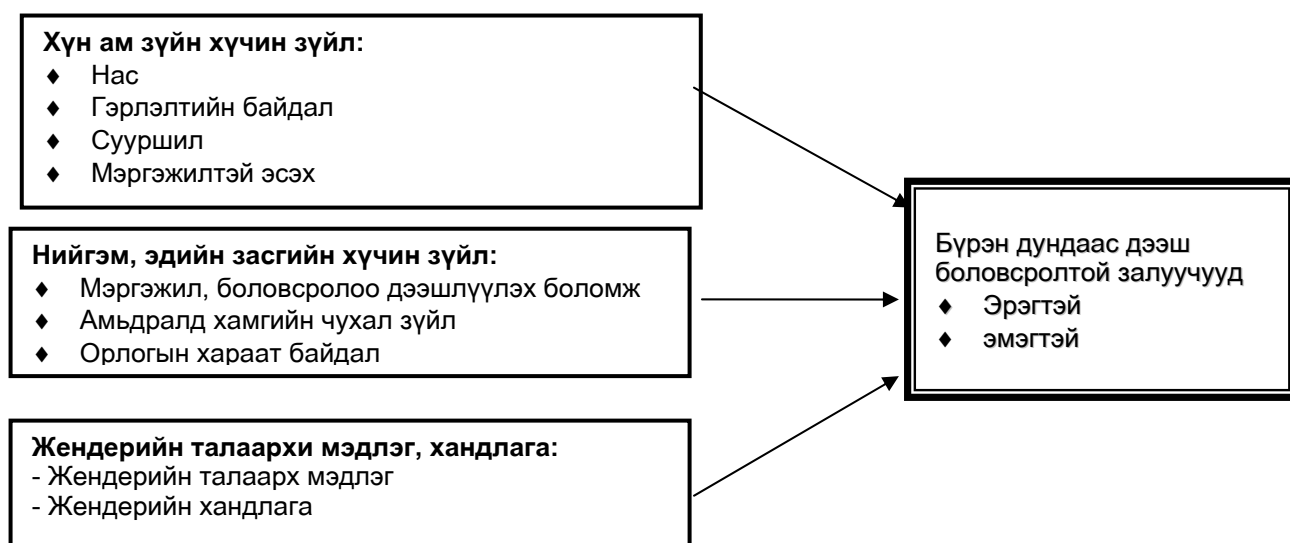 Хүн ам зүйн хүчин зүйл:
♦ Нас
♦ Гэрлэлтийн байдал
♦ Сууршил
♦ Мэргэжилтэй эсэх
Нийгэм, эдийн засгийн хүчин зүйл:
♦ Мэргэжил, боловсролоо дээшлүүлэх боломж
♦ Амьдралд хамгийн чухал зүйл
♦ Орлогын хараат байдал
Жендерийн талаархи мэдлэг, хандлага:
- Жендерийн талаарх мэдлэг
- Жендерийн хандлага
Бүрэн дундаас дээш
боловсролтой залуучууд
♦ Эрэгтэй
♦ эмэгтэй